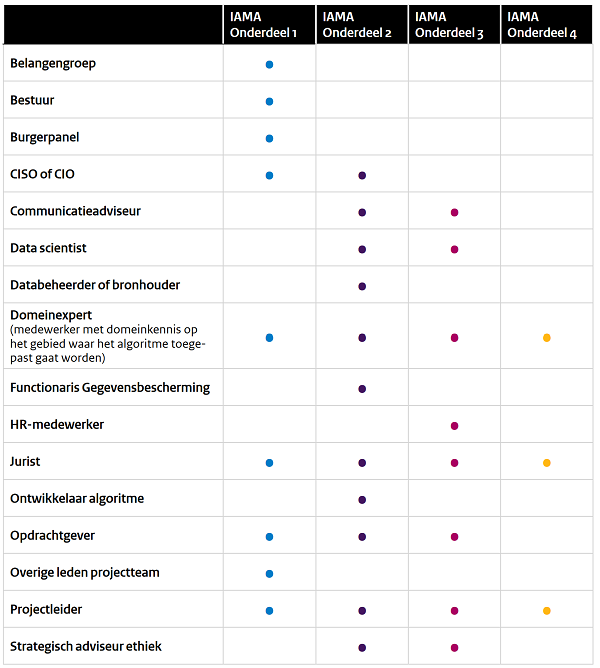 IAMA
Onderdeel 1
IAMA
Onderdeel 2
IAMA
Onderdeel 3
IAMA
Onderdeel 4
Belangengroep
Bestuur
Burgerpanel
CISO of CIO
Communicatieadviseur
Data scientist
Databeheerder of bronhouder
Domeinexpert
(medewerker met domeinkennis op
het gebied waar het algoritme toege-
past gaat worden)
Functionaris Gegevensbescherming
HR-medewerker
Jurist
Ontwikkelaar algoritme
Opdrachtgever
Overige leden projectteam
Projectleider
Strategisch adviseur ethiek